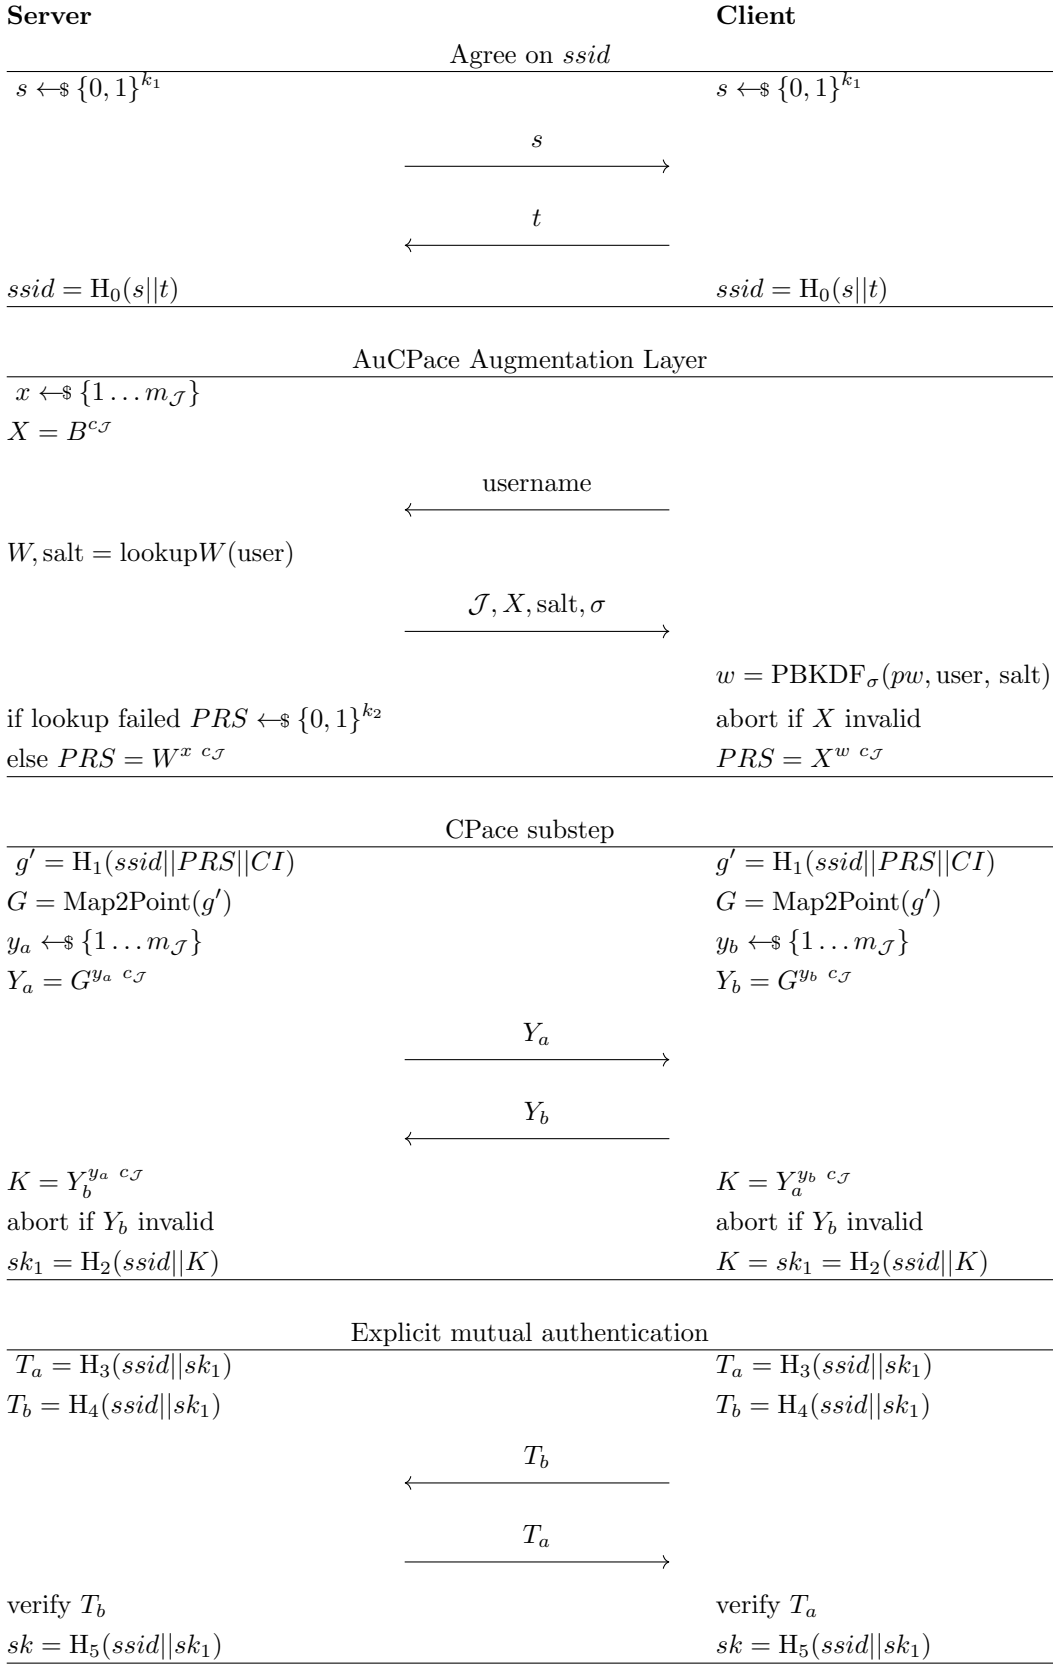 Server Client
Agree on ssid
s ←$ {0, 1}^{k_1} s ←$ {0, 1}^{k_1}
s
t
ssid = H_0(s||t) ssid = H_0(s||t)
AuCPace Augmentation Layer
x ←$ {1 … m_𝒥}
X = B^{c_𝒥}
username
W, salt = lookupW(user)
𝒥, X, salt, σ
w = PBKDF_σ(pw, user, salt)
if lookup failed PRS ←$ {0, 1}^{k_2} abort if X invalid
else PRS = W^{x c_𝒥} PRS = X^{w c_𝒥}
CPace substep
g′ = H_1(ssid||PRS||CI) g′ = H_1(ssid||PRS||CI)
G = Map2Point(g′) G = Map2Point(g′)
y_a ←$ {1 … m_𝒥} y_b ←$ {1 … m_𝒥}
Y_a = G^{y_a c_𝒥} Y_b = G^{y_b c_𝒥}
Y_a
Y_b
K = Y_b^{y_a c_𝒥} K = Y_a^{y_b c_𝒥}
abort if Y_b invalid abort if Y_b invalid
sk_1 = H_2(ssid||K) K = sk_1 = H_2(ssid||K)
Explicit mutual authentication
T_a = H_3(ssid||sk_1) T_a = H_3(ssid||sk_1)
T_b = H_4(ssid||sk_1) T_b = H_4(ssid||sk_1)
T_b
T_a
verify T_b verify T_a
sk = H_5(ssid||sk_1) sk = H_5(ssid||sk_1)